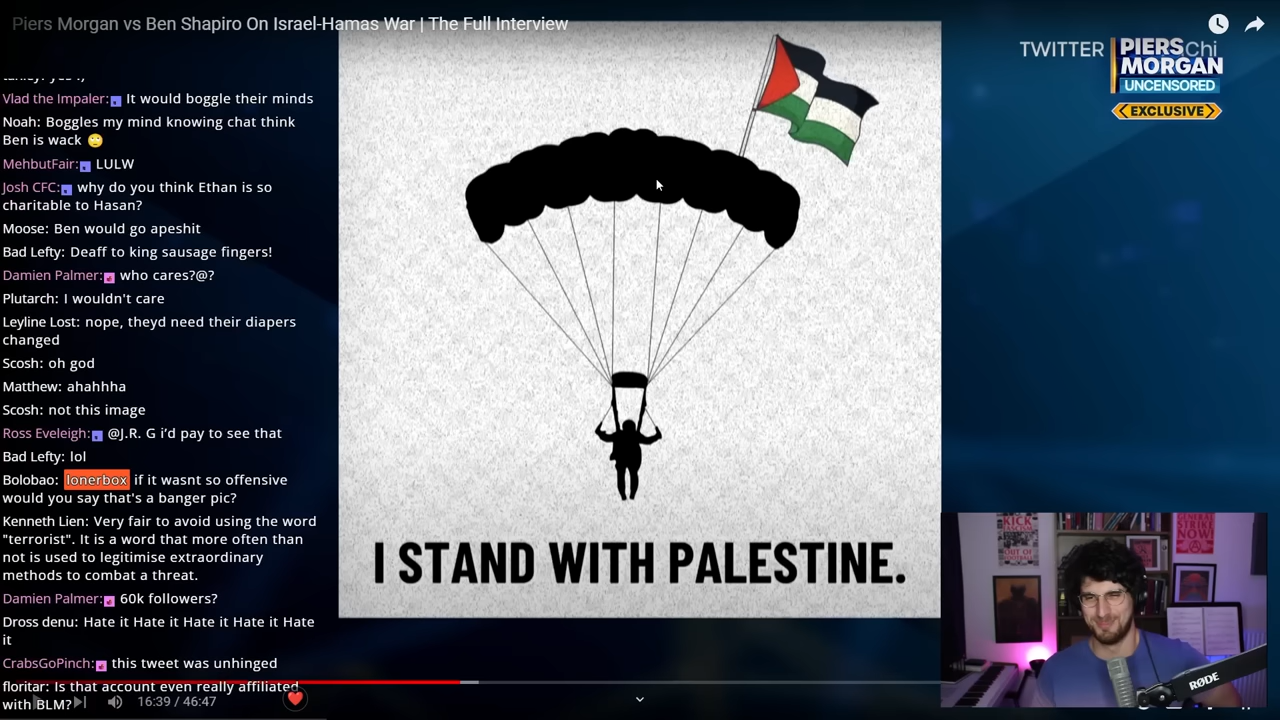 Piers Morgan vs Ben Shapiro On Israel-Hamas War | The Full Interview
TWITTER
Chi
PIERS
MORGAN
UNCENSORED
EXCLUSIVE
Vlad the Impaler: It would boggle their minds
Noah: Boggles my mind knowing chat think
Ben is wack 🙄
MehbutFair: LULW
Josh CFC: why do you think Ethan is so
charitable to Hasan?
Moose: Ben would go apeshit
Bad Lefty: Deaff to king sausage fingers!
Damien Palmer: who cares?@?
Plutarch: I wouldn't care
Leyline Lost: nope, theyd need their diapers
changed
Scosh: oh god
Matthew: ahahhha
Scosh: not this image
Ross Eveleigh: @J.R. G i'd pay to see that
Bad Lefty: lol
Bolobao: lonerbox if it wasnt so offensive
would you say that's a banger pic?
Kenneth Lien: Very fair to avoid using the word
"terrorist". It is a word that more often than
not is used to legitimise extraordinary
methods to combat a threat.
Damien Palmer: 60k followers?
Dross denu: Hate it Hate it Hate it Hate it Hate
it
CrabsGoPinch: this tweet was unhinged
floritar: Is that account even really affiliated
with BLM?
16:39 / 46:47
I STAND WITH PALESTINE.
KICK
FASCISM
OUT OF
FOOTBALL
GENERAL
STRIKE
NOW!
RØDE